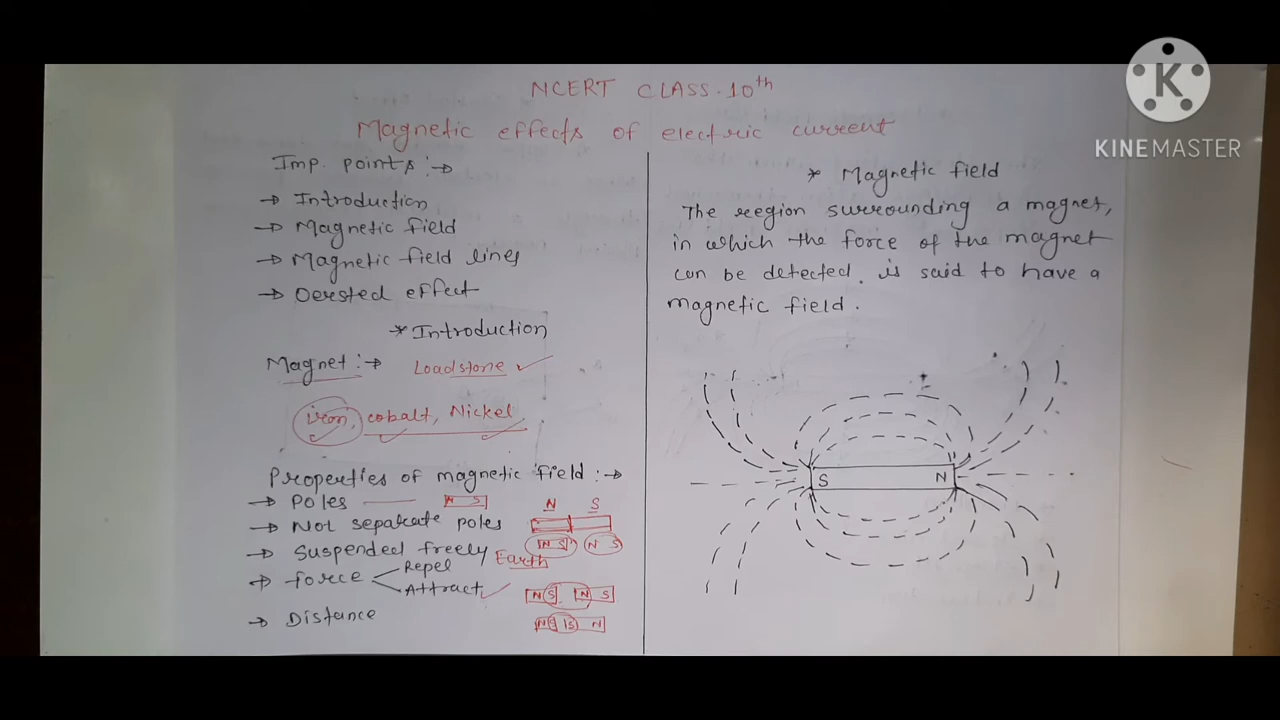 NCERT CLASS.10th
Magnetic effects of electric current
Imp. points :→
→ Introduction
→ Magnetic field
→ Magnetic field lines
→ Oersted effect
* Introduction
Magnet :→ Loadstone ✓
iron, cobalt, Nickel
Properties of magnetic field :→
→ Poles N S
→ Not separate poles N S
→ Suspended freely N S N S
Earth
→ force Repel
Attract N S N S
→ Distance N S S N
* Magnetic field
The region surrounding a magnet,
in which the force of the magnet
can be detected. is said to have a
magnetic field.
S N
K
KINEMASTER